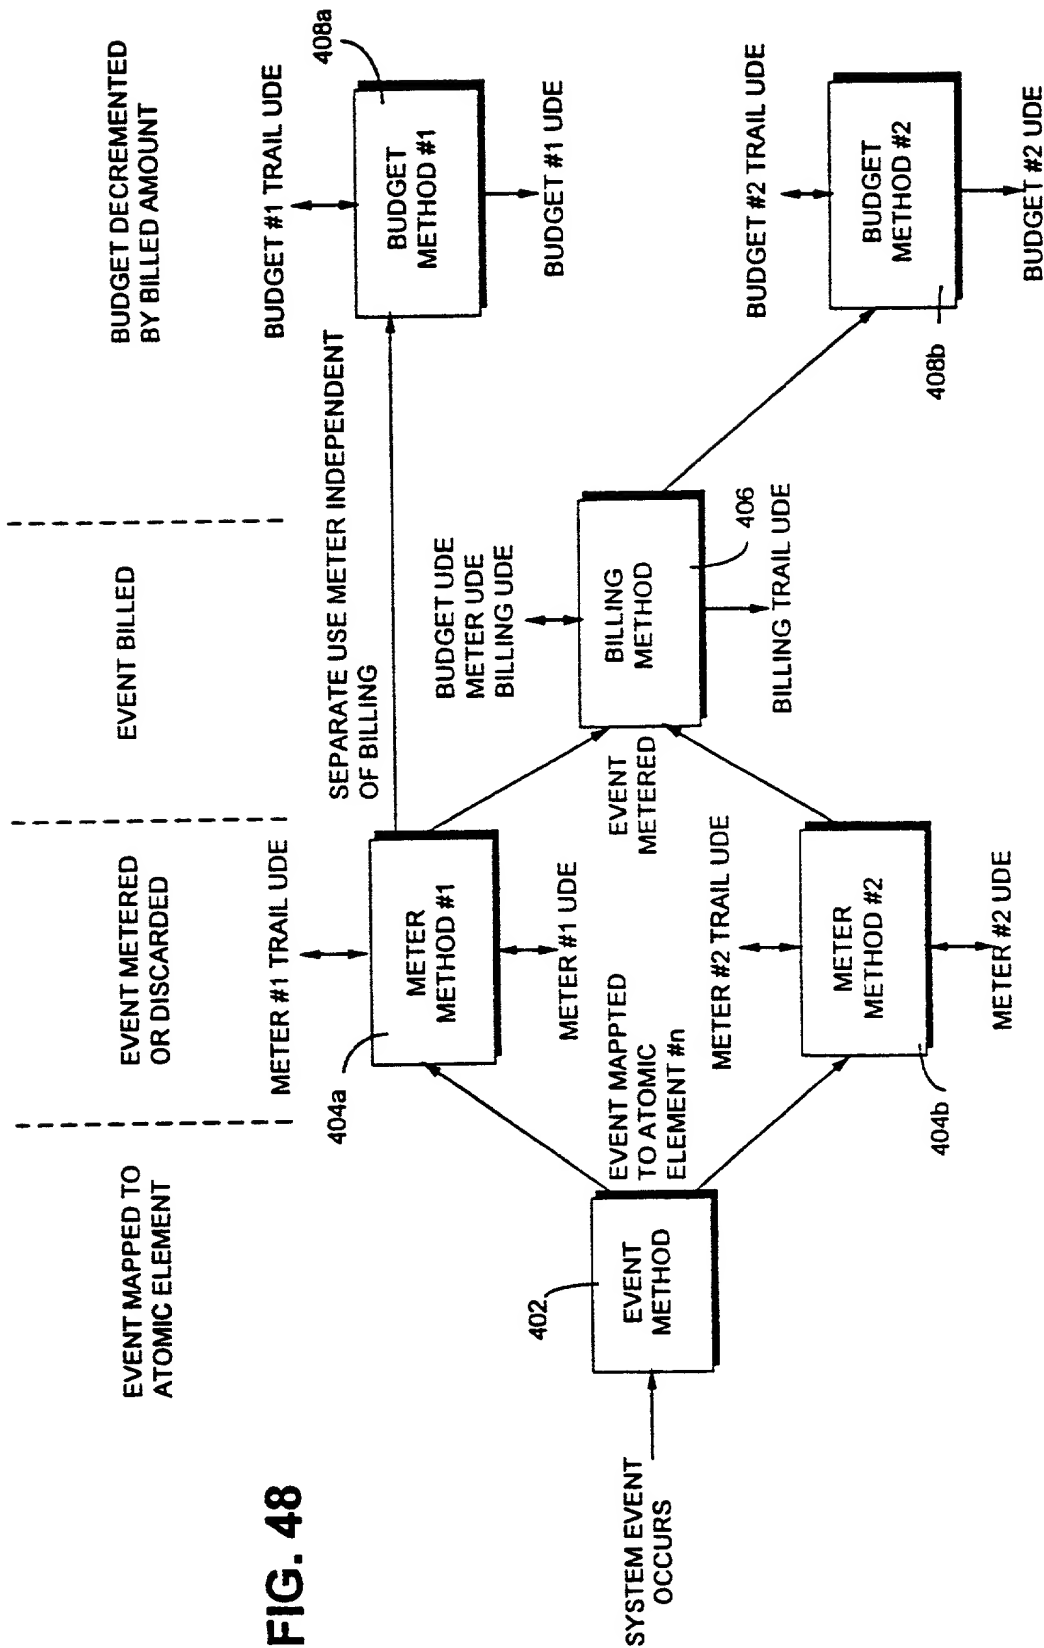 FIG. 48
EVENT MAPPED TO
ATOMIC ELEMENT
EVENT METERED
OR DISCARDED
EVENT BILLED
BUDGET DECREMENTED
BY BILLED AMOUNT
SYSTEM EVENT
OCCURS
402
EVENT
METHOD
EVENT MAPPTED
TO ATOMIC
ELEMENT #n
METER #1 TRAIL UDE
404a
METER
METHOD #1
METER #1 UDE
METER #2 TRAIL UDE
METER
METHOD #2
404b
METER #2 UDE
SEPARATE USE METER INDEPENDENT
OF BILLING
EVENT
METERED
BUDGET UDE
METER UDE
BILLING UDE
BILLING
METHOD
406
BILLING TRAIL UDE
BUDGET #1 TRAIL UDE
408a
BUDGET
METHOD #1
BUDGET #1 UDE
BUDGET #2 TRAIL UDE
BUDGET
METHOD #2
408b
BUDGET #2 UDE